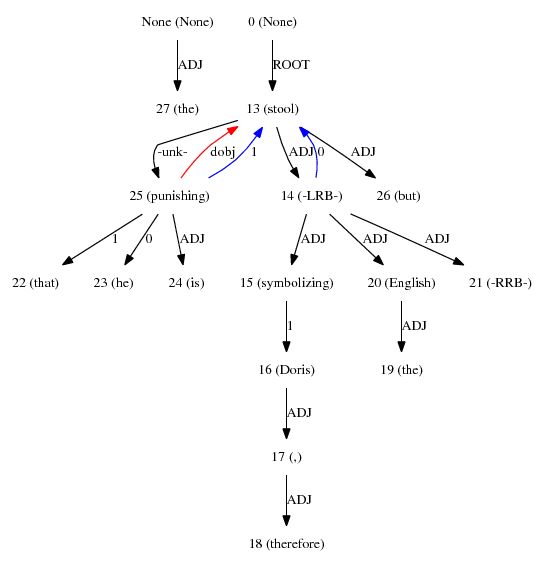 None (None) 0 (None)
ADJ ROOT
27 (the) 13 (stool)
-unk- dobj 1 ADJ 0 ADJ
25 (punishing) 14 (-LRB-) 26 (but)
1 0 ADJ ADJ ADJ ADJ
22 (that) 23 (he) 24 (is) 15 (symbolizing) 20 (English) 21 (-RRB-)
1 ADJ
16 (Doris) 19 (the)
ADJ
17 (,)
ADJ
18 (therefore)